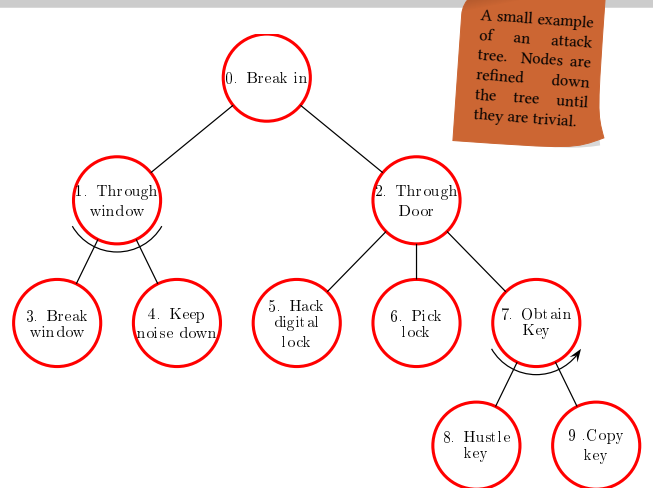 A small example
of an attack
tree. Nodes are
refined down
the tree until
they are trivial.
0. Break in
1. Through
window
2. Through
Door
3. Break
window
4. Keep
noise down
5. Hack
digital
lock
6. Pick
lock
7. Obtain
Key
8. Hustle
key
9 .Copy
key